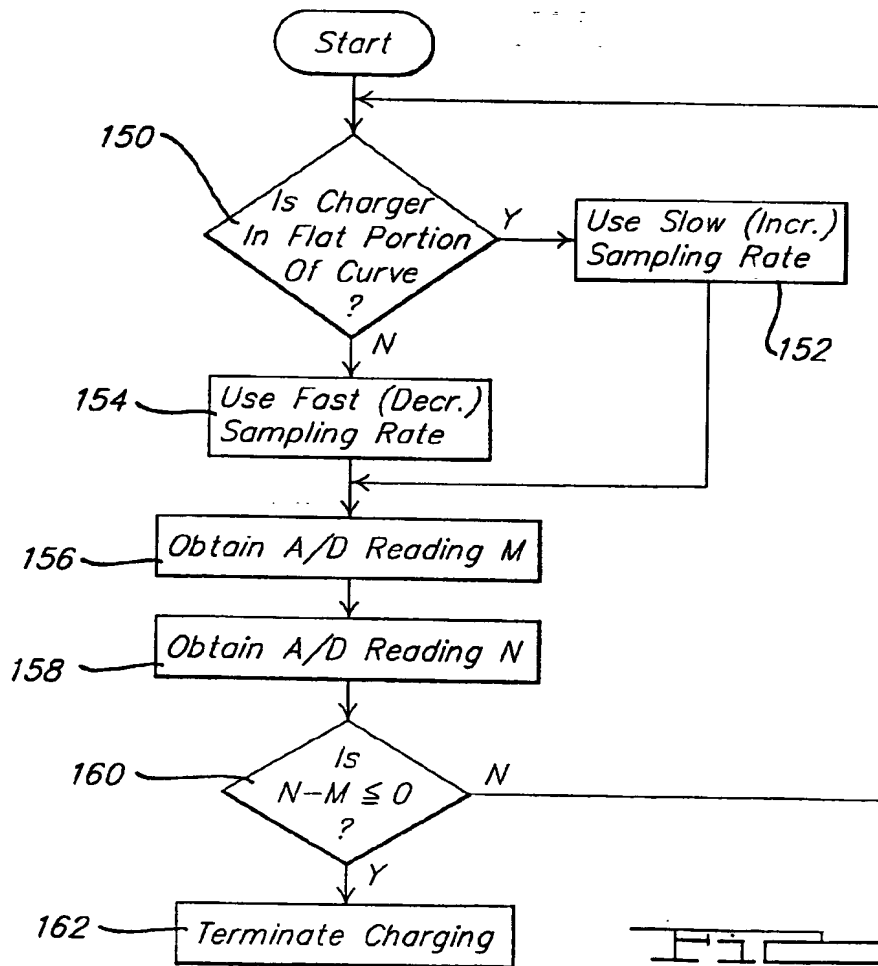 Start
150
Is Charger
In Flat Portion
Of Curve
?
Y
Use Slow (Incr.)
Sampling Rate
152
N
154
Use Fast (Decr.)
Sampling Rate
156
Obtain A/D Reading M
158
Obtain A/D Reading N
160
Is
N-M ≦ 0
?
N
Y
162
Terminate Charging